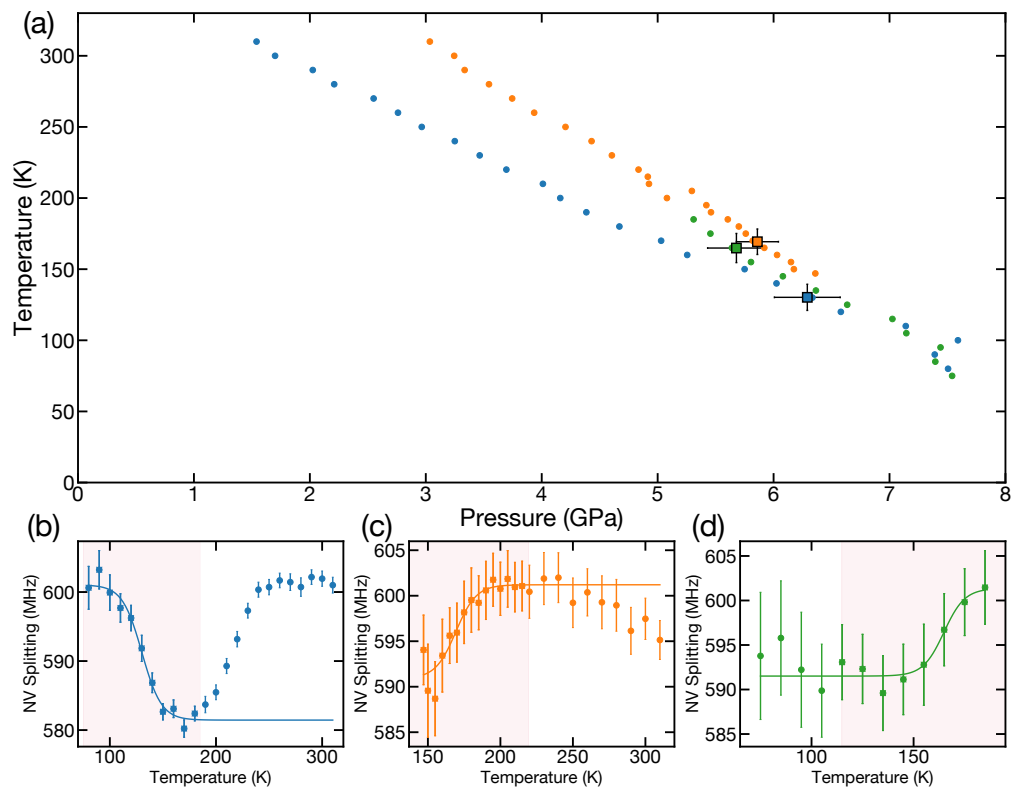 (a)
Temperature (K)
300
250
200
150
100
50
0
0 1 2 3 4 5 6 7 8
Pressure (GPa)
(b)
NV Splitting (MHz)
600
590
580
100 150 200 250 300
Temperature (K)
(c)
NV Splitting (MHz)
605
600
595
590
585
150 200 250 300
Temperature (K)
(d)
NV Splitting (MHz)
605
600
595
590
585
100 150
Temperature (K)